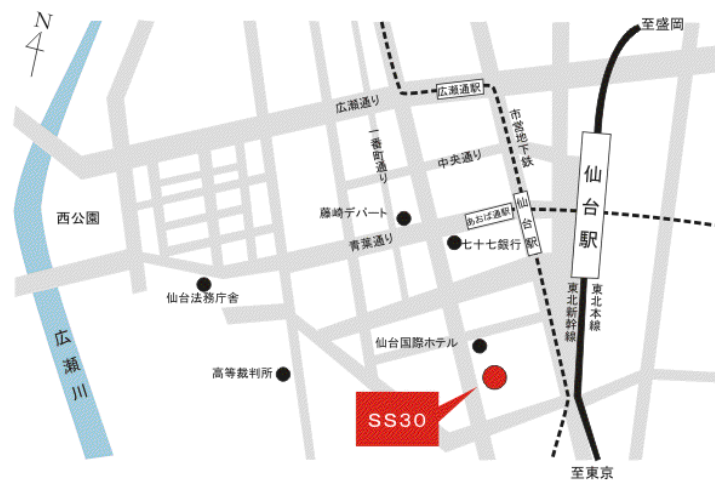 N
至盛岡
広瀬通駅
広瀬通り
市営地下鉄
一番町通り
中央通り
仙台駅
西公園
藤崎デパート
あおば通駅
仙台駅
青葉通り
七十七銀行
仙台法務庁舎
東北本線
東北新幹線
広瀬川
仙台国際ホテル
高等裁判所
SS30
至東京